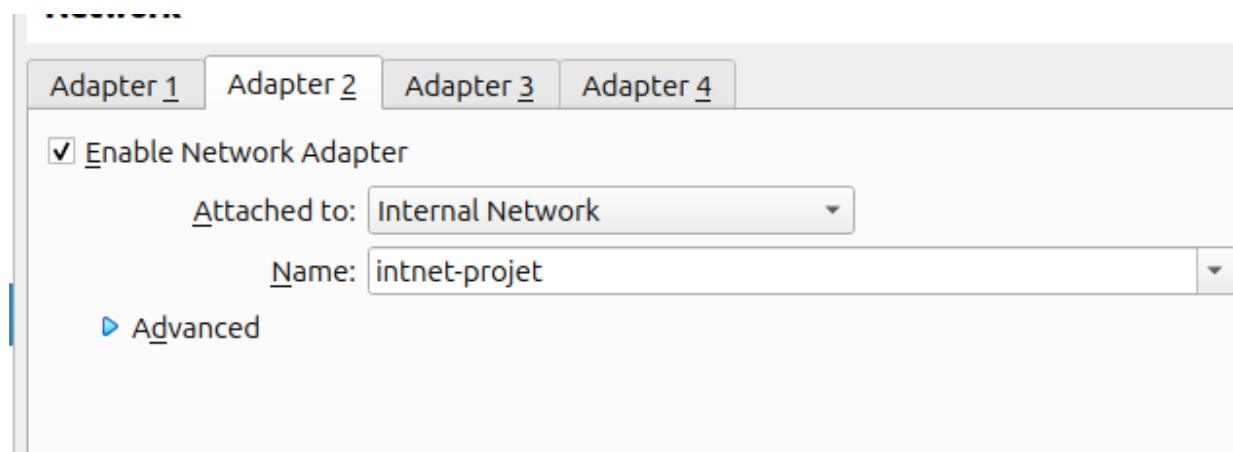 Network
Adapter 1 Adapter 2 Adapter 3 Adapter 4
Enable Network Adapter
Attached to: Internal Network
Name: intnet-projet
Advanced